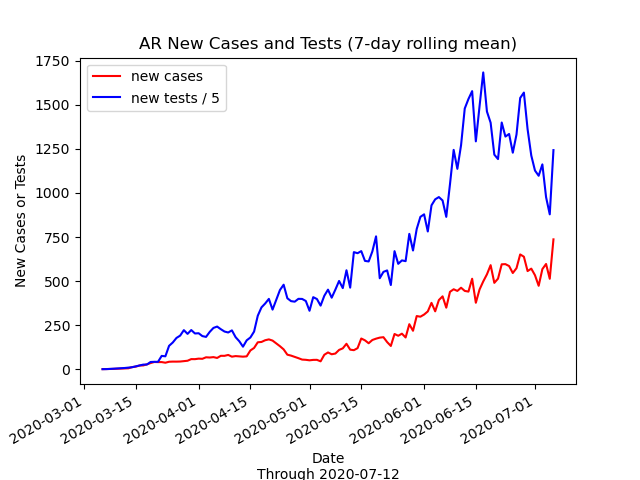 AR New Cases and Tests (7-day rolling mean)
new cases
new tests / 5
New Cases or Tests
1750
1500
1250
1000
750
500
250
0
2020-03-01
2020-03-15
2020-04-01
2020-04-15
2020-05-01
2020-05-15
2020-06-01
2020-06-15
2020-07-01
Date
Through 2020-07-12